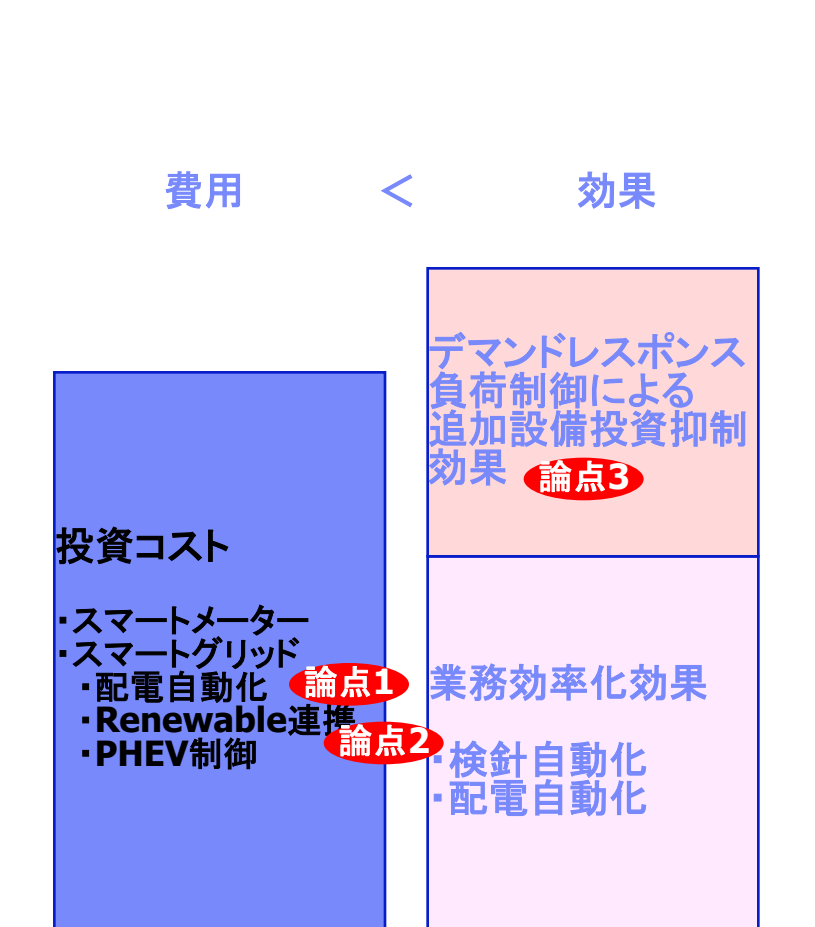 費用 ＜ 効果
投資コスト
・スマートメーター
・スマートグリッド
・配電自動化 論点1
・Renewable連携
・PHEV制御 論点2
デマンドレスポンス
負荷制御による
追加設備投資抑制
効果 論点3
業務効率化効果
・検針自動化
・配電自動化